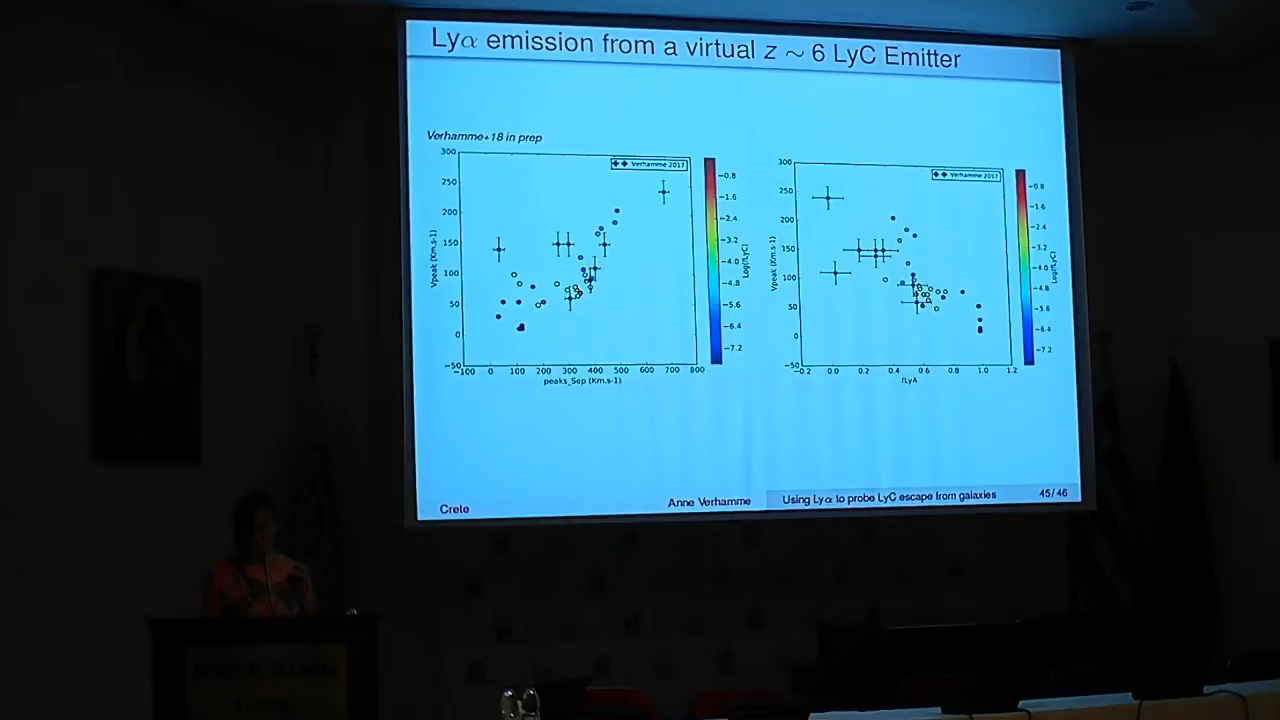 Lyα emission from a virtual z ∼ 6 LyC Emitter
Verhamme+18 in prep
Verhamme 2017
300
250
200
150
100
50
0
−50
Vpeak (Km.s-1)
−100 0 100 200 300 400 500 600 700 800
peaks_Sep (Km.s-1)
−0.8
−1.6
−2.4
−3.2
−4.0
−4.8
−5.6
−6.4
−7.2
Log(fLyC)
Verhamme 2017
300
250
200
150
100
50
0
−50
Vpeak (Km.s-1)
−0.2 0.0 0.2 0.4 0.6 0.8 1.0 1.2
fLyA
−0.8
−1.6
−2.4
−3.2
−4.0
−4.8
−5.6
−6.4
−7.2
Log(fLyC)
Crete
Anne Verhamme
Using Lyα to probe LyC escape from galaxies
45/46